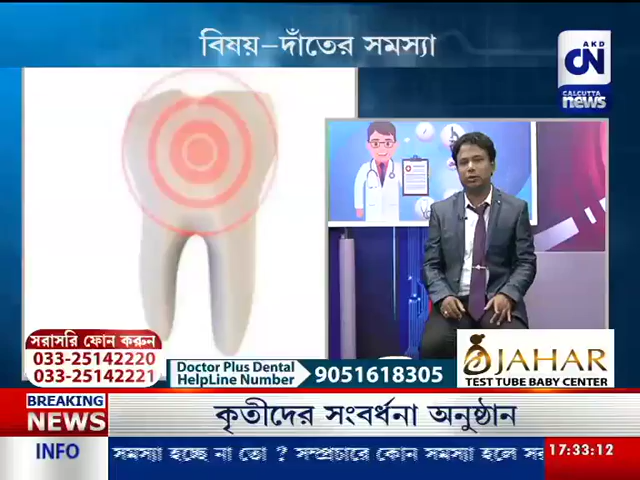 বিষয়-দাঁতের সমস্যা
AKD
CN
CALCUTTA
news
সরাসরি ফোন করুন
033-25142220
033-25142221
Doctor Plus Dental
HelpLine Number
9051618305
JAHAR
TEST TUBE BABY CENTER
BREAKING
NEWS
কৃতীদের সংবর্ধনা অনুষ্ঠান
INFO
সমস্যা হচ্ছে না তো ? সম্প্রচারে কোন সমস্যা হলে
17:33:12